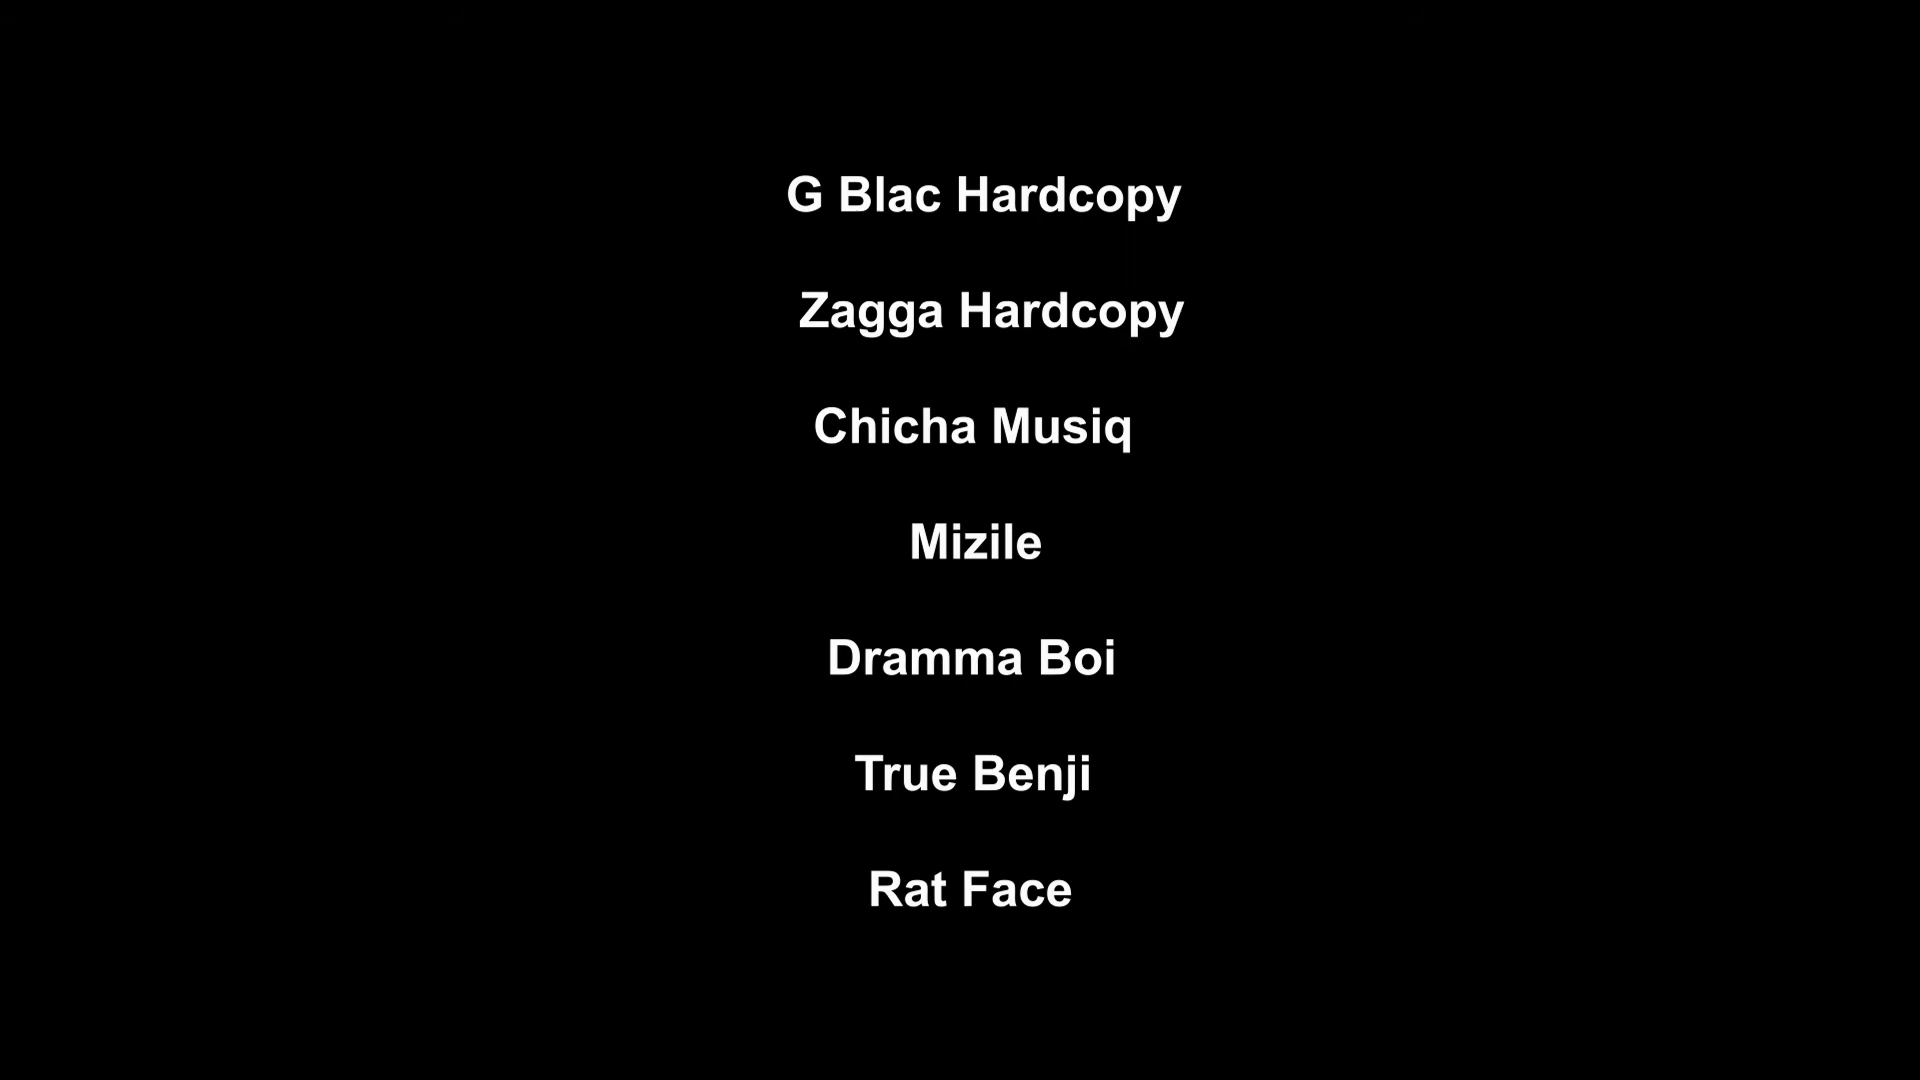 G Blac Hardcopy
Zagga Hardcopy
Chicha Musiq
Mizile
Dramma Boi
True Benji
Rat Face